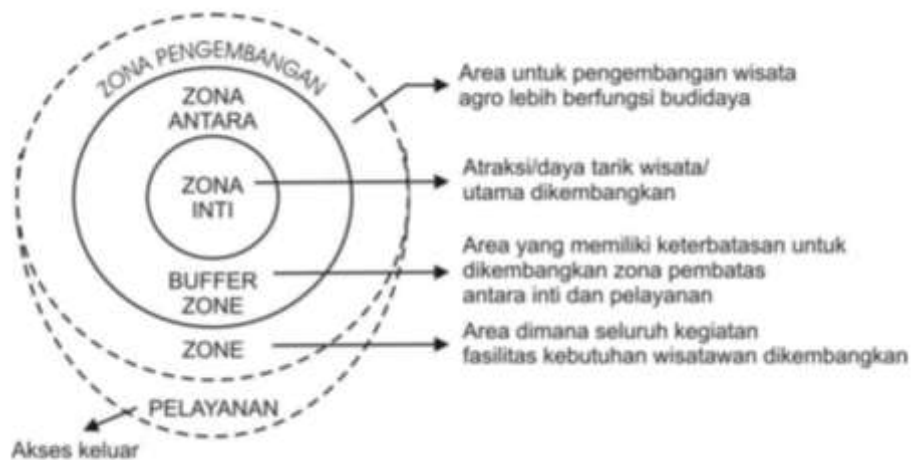 ZONA PENGEMBANGAN
ZONA
ANTARA
ZONA
INTI
BUFFER
ZONE
ZONE
PELAYANAN
Akses keluar
Area untuk pengembangan wisata
agro lebih berfungsi budidaya
Atraksi/daya tarik wisata/
utama dikembangkan
Area yang memiliki keterbatasan untuk
dikembangkan zona pembatas
antara inti dan pelayanan
Area dimana seluruh kegiatan
fasilitas kebutuhan wisatawan dikembangkan